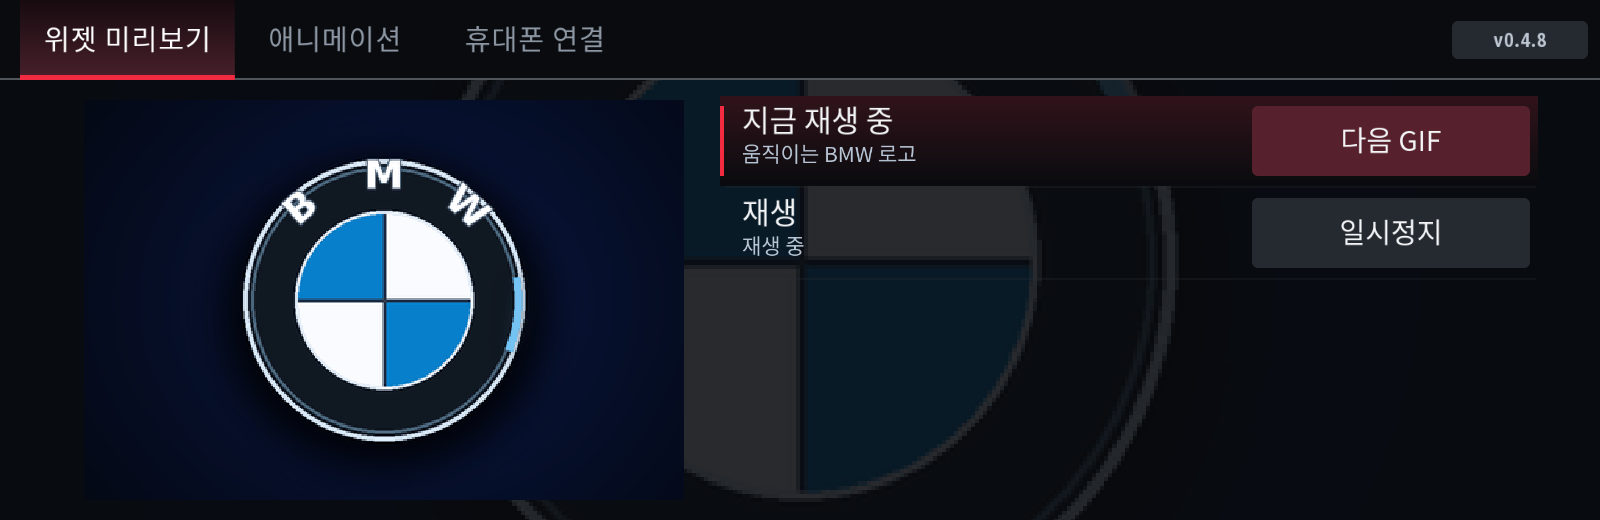 위젯 미리보기
애니메이션
휴대폰 연결
v0.4.8
B M W
지금 재생 중
움직이는 BMW 로고
다음 GIF
재생
재생 중
일시정지